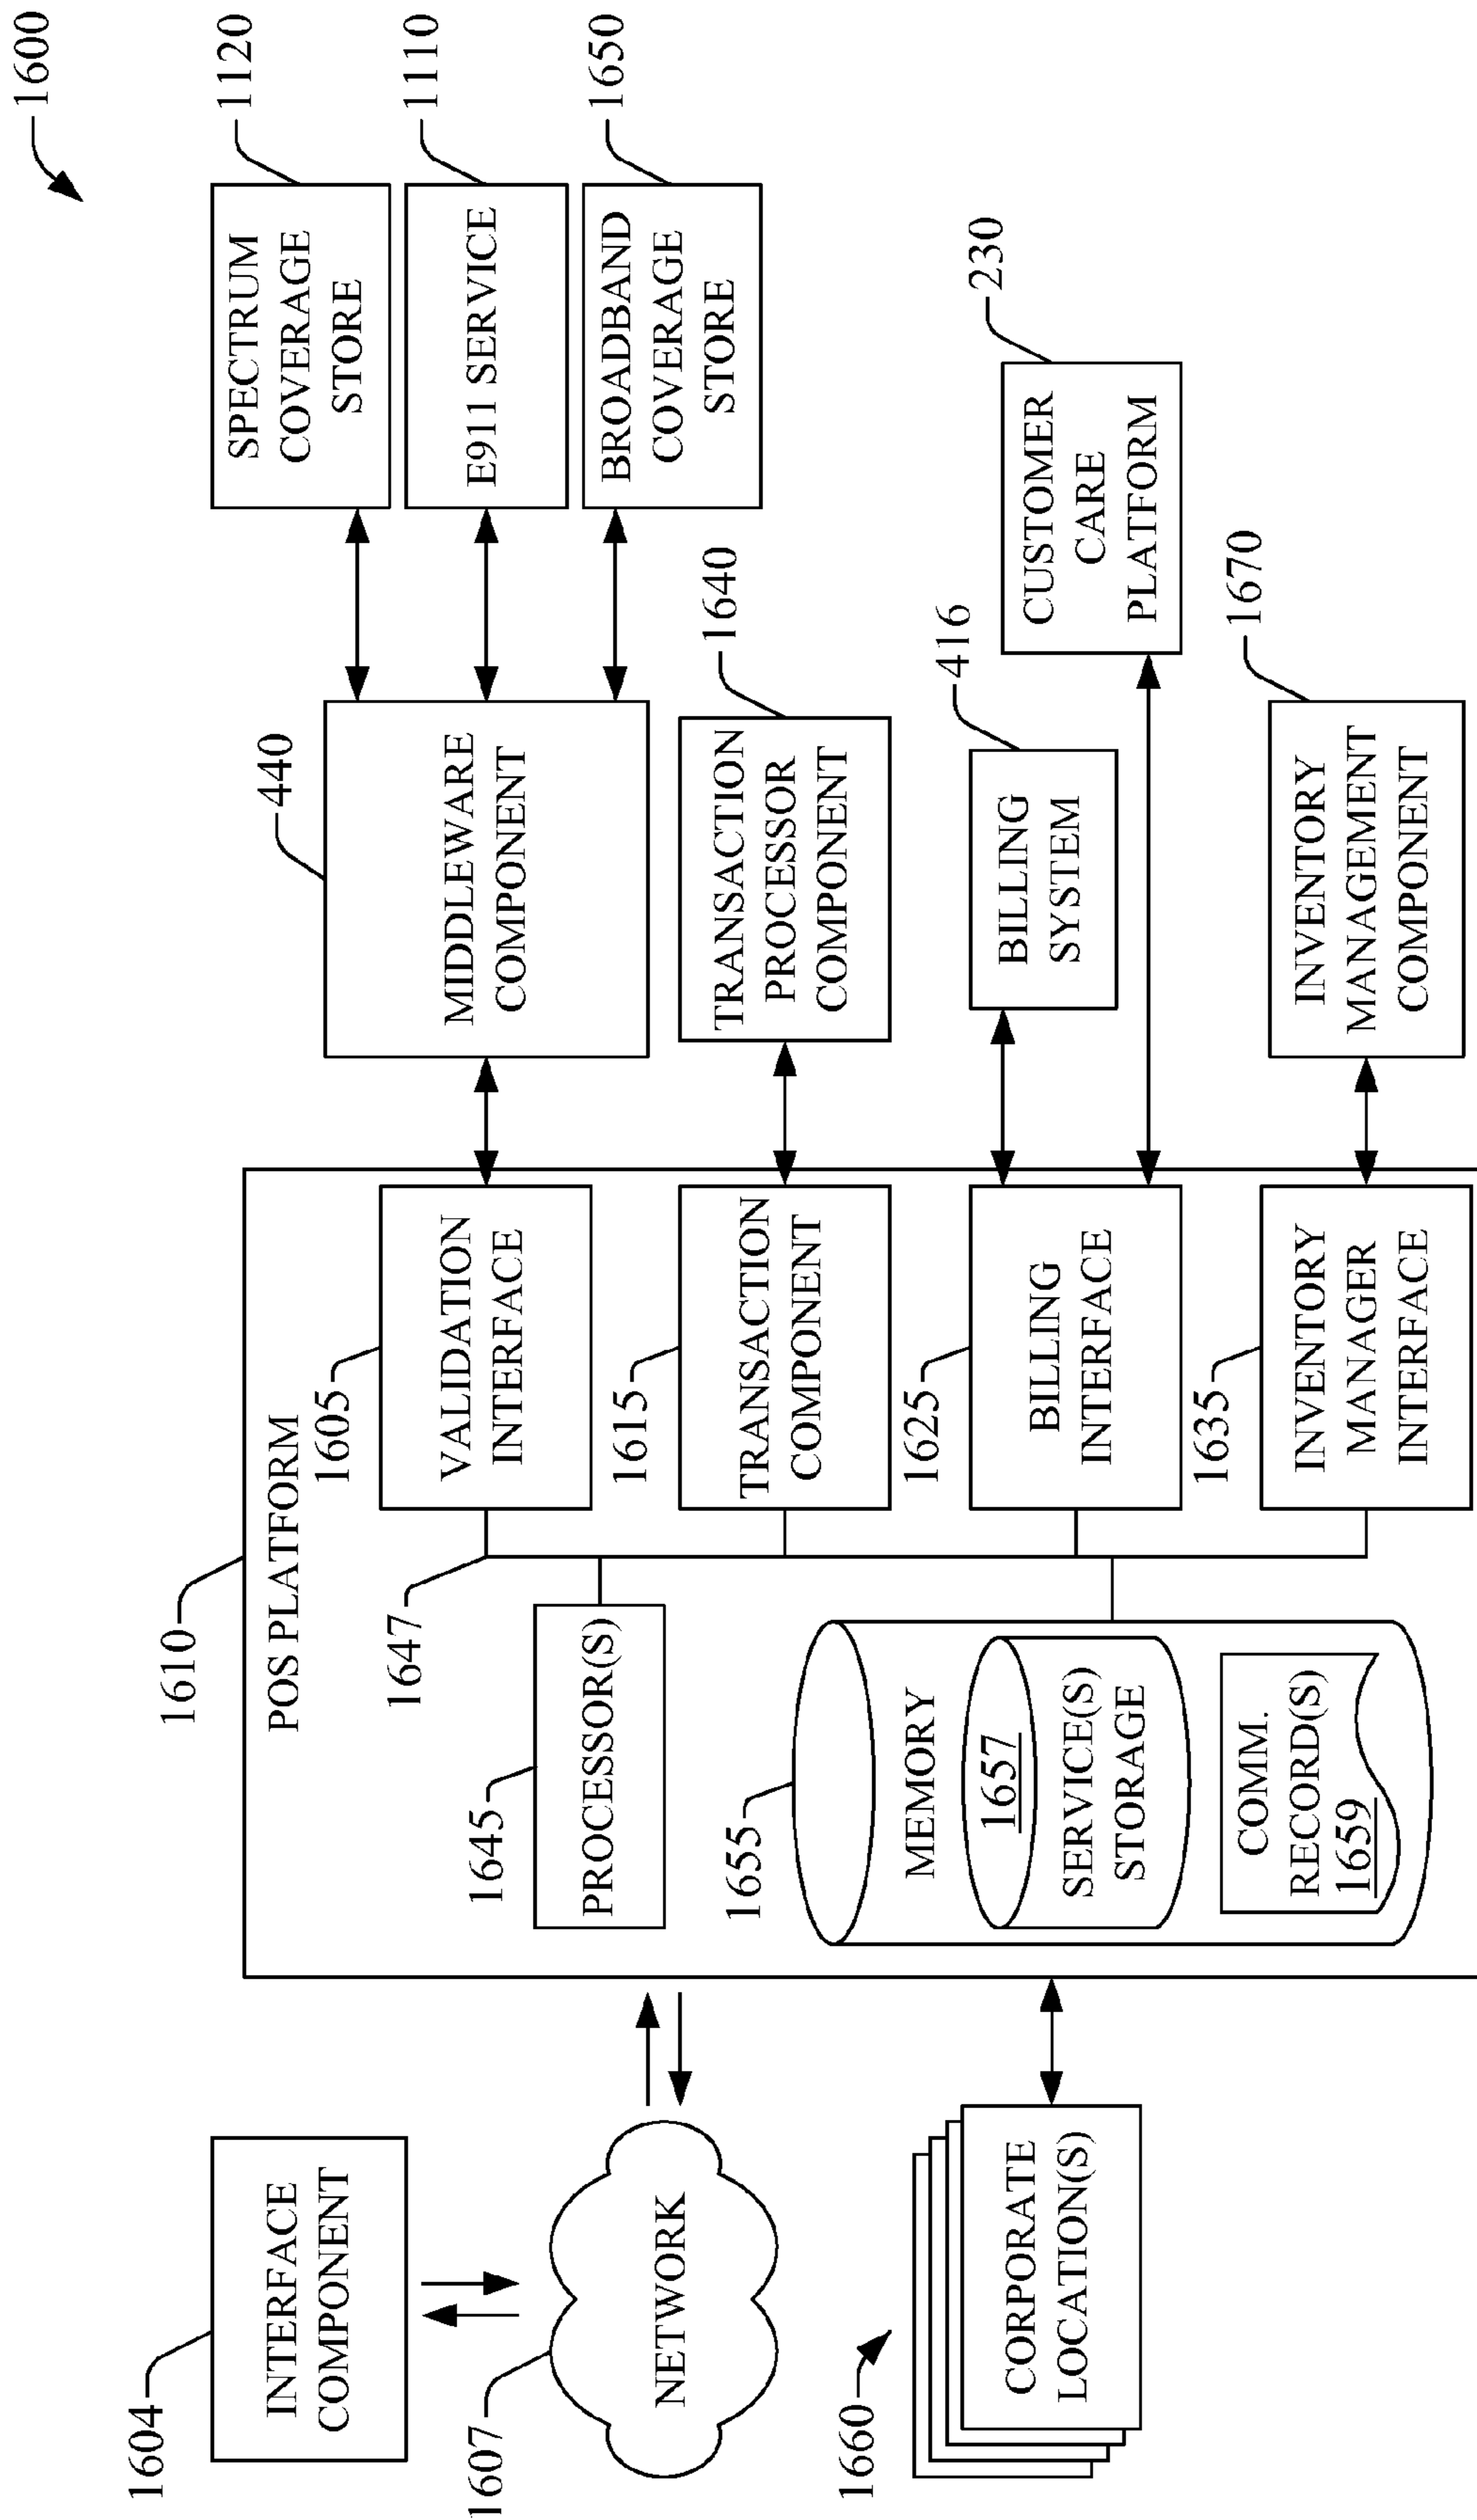 1600
1604
INTERFACE
COMPONENT
1607
NETWORK
1660
CORPORATE
LOCATION(S)
1610
POS PLATFORM
1645
PROCESSOR(S)
1647
1655
MEMORY
1657
SERVICE(S)
STORAGE
COMM.
RECORD(S)
1659
1605
VALIDATION
INTERFACE
1615
TRANSACTION
COMPONENT
1625
BILLING
INTERFACE
1635
INVENTORY
MANAGER
INTERFACE
440
MIDDLEWARE
COMPONENT
TRANSACTION
PROCESSOR
COMPONENT
1640
BILLING
SYSTEM
416
CUSTOMER
CARE
PLATFORM
230
INVENTORY
MANAGEMENT
COMPONENT
1670
SPECTRUM
COVERAGE
STORE
1120
E911 SERVICE
1110
BROADBAND
COVERAGE
STORE
1650